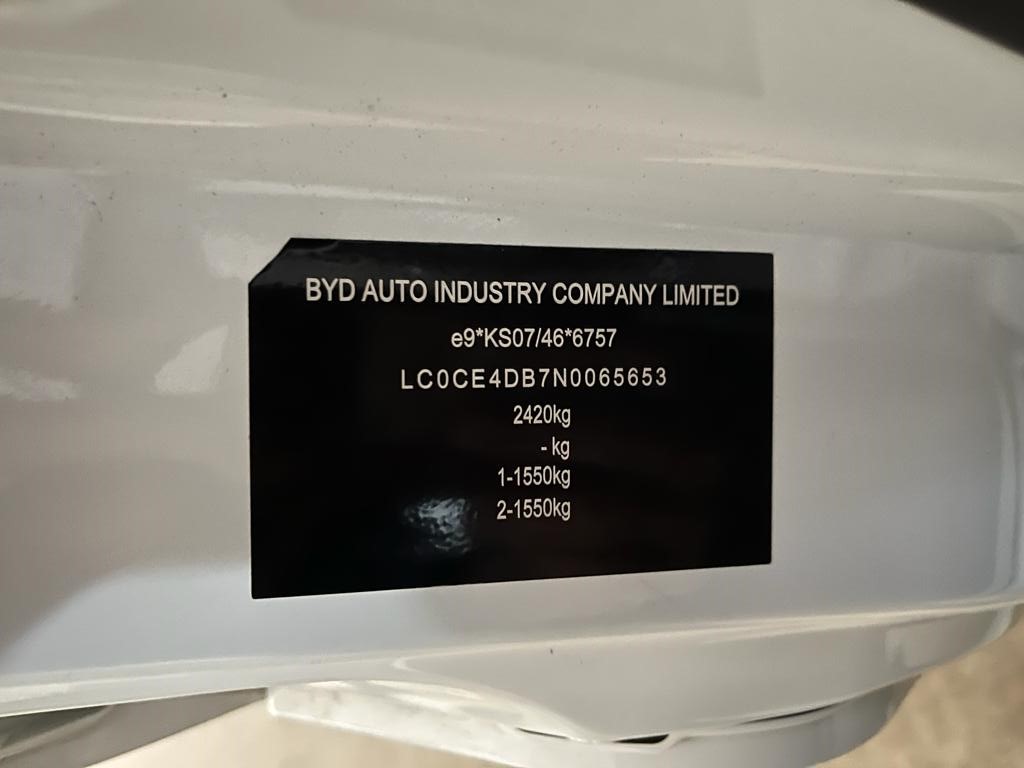 BYD AUTO INDUSTRY COMPANY LIMITED
e9*KS07/46*6757
LC0CE4DB7N0065653
2420kg
- kg
1-1550kg
2-1550kg